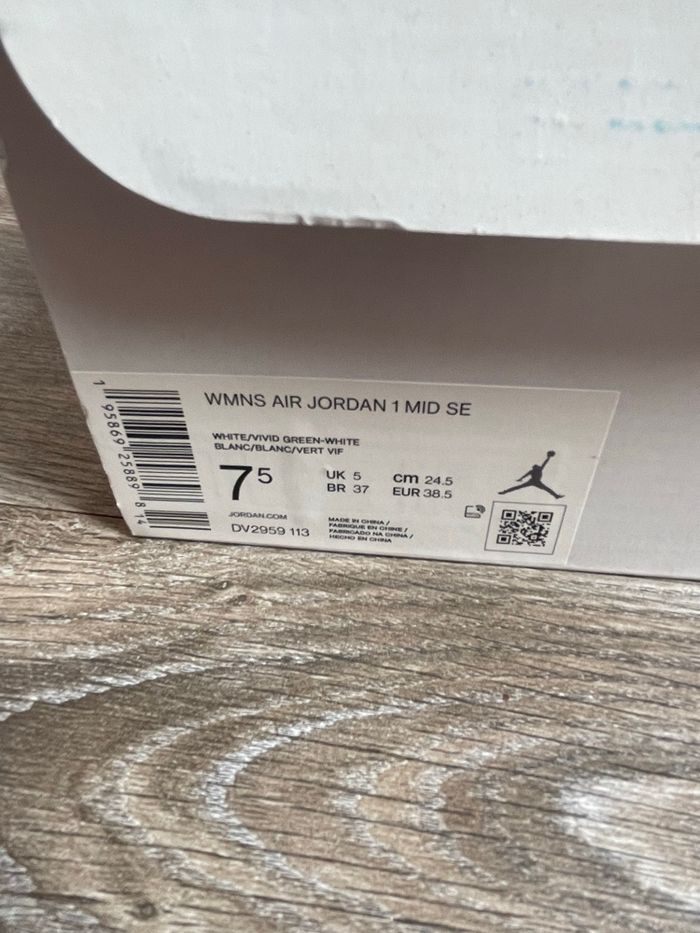 WMNS AIR JORDAN 1 MID SE
WHITE/VIVID GREEN-WHITE
BLANC/BLANC/VERT VIF
7⁵
UK 5
BR 37
cm 24.5
EUR 38.5
JORDAN.COM
DV2959 113
MADE IN CHINA /
FABRIQUE EN CHINE /
FABRICADO NA CHINA /
HECHO EN CHINA
1 95869 25889 8 14